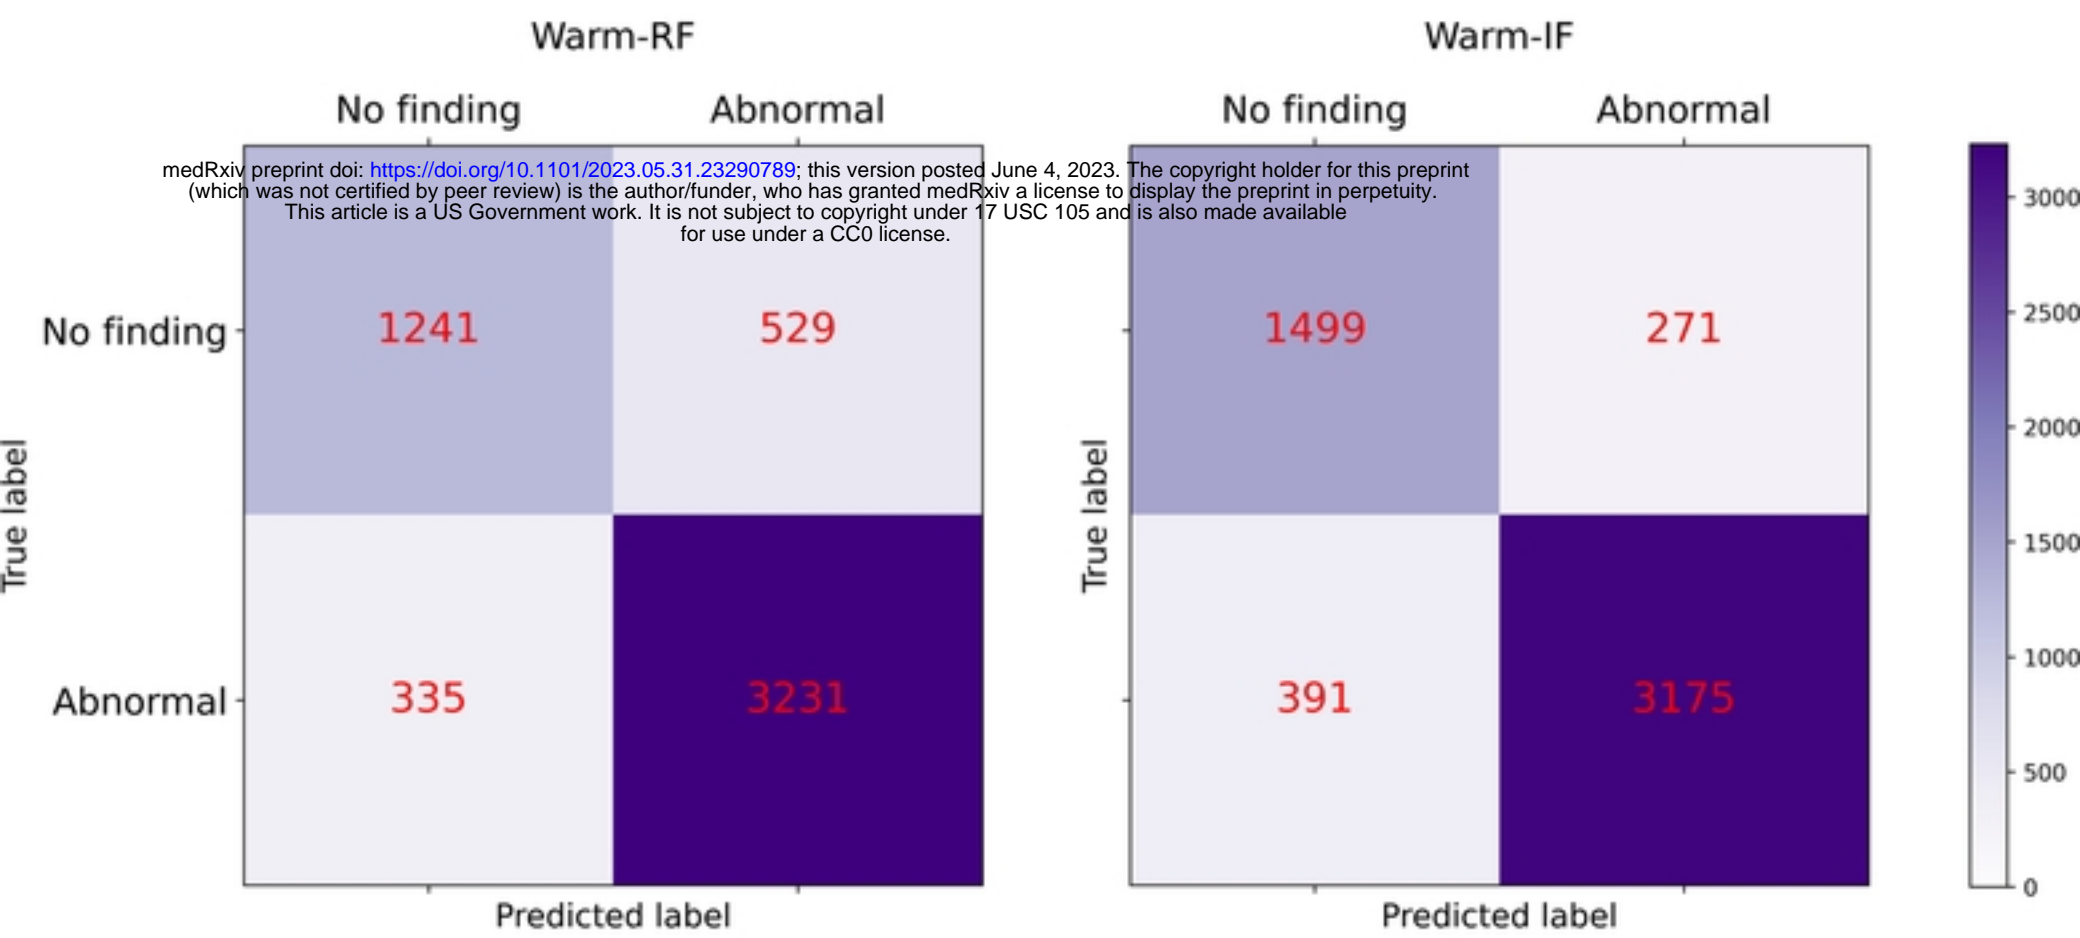 Warm-RF
Warm-IF
No finding
Abnormal
No finding
Abnormal
medRxiv preprint doi: https://doi.org/10.1101/2023.05.31.23290789; this version posted June 4, 2023. The copyright holder for this preprint
(which was not certified by peer review) is the author/funder, who has granted medRxiv a license to display the preprint in perpetuity.
This article is a US Government work. It is not subject to copyright under 17 USC 105 and is also made available
for use under a CC0 license.
No finding
1241
529
1499
271
Abnormal
335
3231
391
3175
True label
True label
Predicted label
Predicted label
3000
2500
2000
1500
1000
500
0